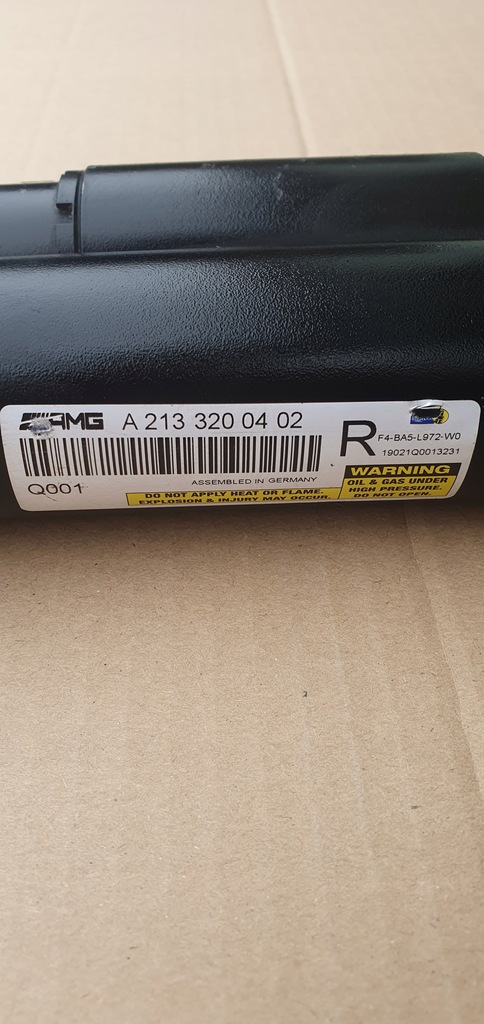 AMG A 213 320 04 02
R F4-BA5-L972-W0
19021Q0013231
Q001
ASSEMBLED IN GERMANY
DO NOT APPLY HEAT OR FLAME.
EXPLOSION & INJURY MAY OCCUR.
WARNING
OIL & GAS UNDER
HIGH PRESSURE.
DO NOT OPEN.